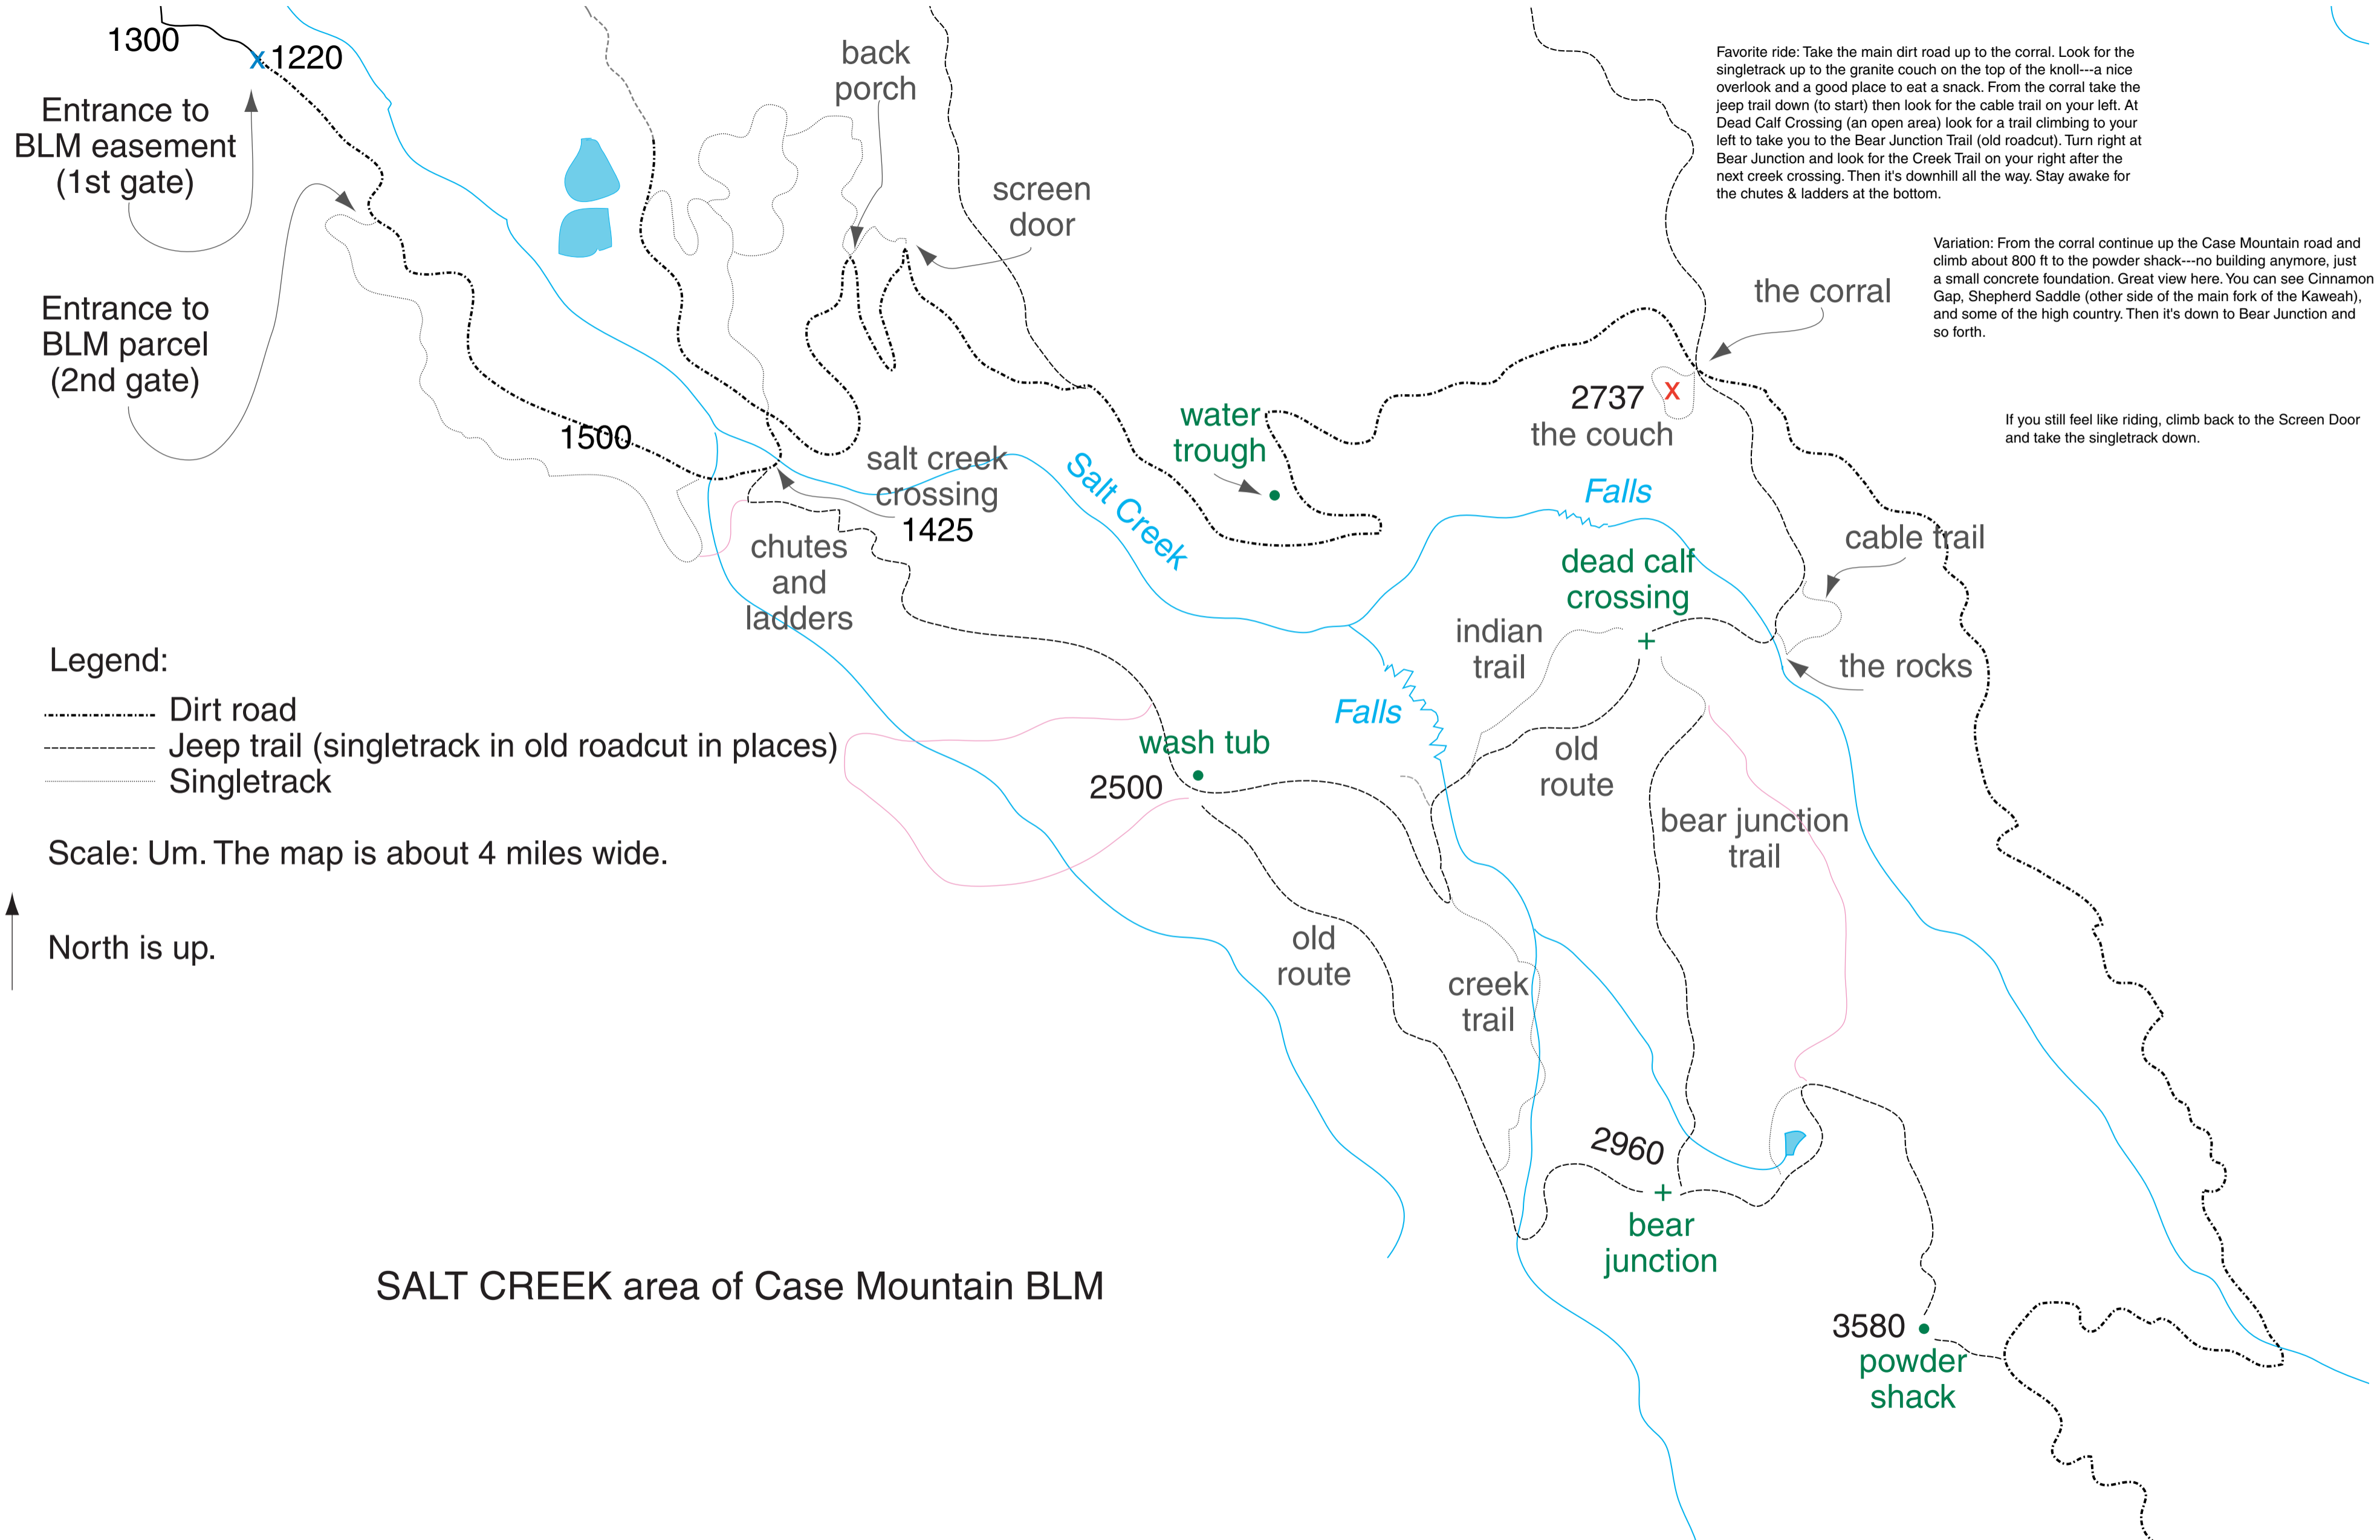 1300
x 1220
Entrance to
BLM easement
(1st gate)
Entrance to
BLM parcel
(2nd gate)
back
porch
screen
door
Favorite ride: Take the main dirt road up to the corral. Look for the
singletrack up to the granite couch on the top of the knoll---a nice
overlook and a good place to eat a snack. From the corral take the
jeep trail down (to start) then look for the cable trail on your left. At
Dead Calf Crossing (an open area) look for a trail climbing to your
left to take you to the Bear Junction Trail (old roadcut). Turn right at
Bear Junction and look for the Creek Trail on your right after the
next creek crossing. Then it's downhill all the way. Stay awake for
the chutes & ladders at the bottom.
Variation: From the corral continue up the Case Mountain road and
climb about 800 ft to the powder shack---no building anymore, just
a small concrete foundation. Great view here. You can see Cinnamon
Gap, Shepherd Saddle (other side of the main fork of the Kaweah),
and some of the high country. Then it's down to Bear Junction and
so forth.
If you still feel like riding, climb back to the Screen Door
and take the singletrack down.
the corral
x
2737
the couch
water
trough
1500
salt creek
crossing
1425
Salt Creek
Falls
cable trail
chutes
and
ladders
dead calf
crossing
indian
trail
the rocks
Legend:
Dirt road
Jeep trail (singletrack in old roadcut in places)
Singletrack
Scale: Um. The map is about 4 miles wide.
North is up.
Falls
wash tub
2500
old
route
bear junction
trail
old
route
creek
trail
2960
bear
junction
SALT CREEK area of Case Mountain BLM
3580
powder
shack